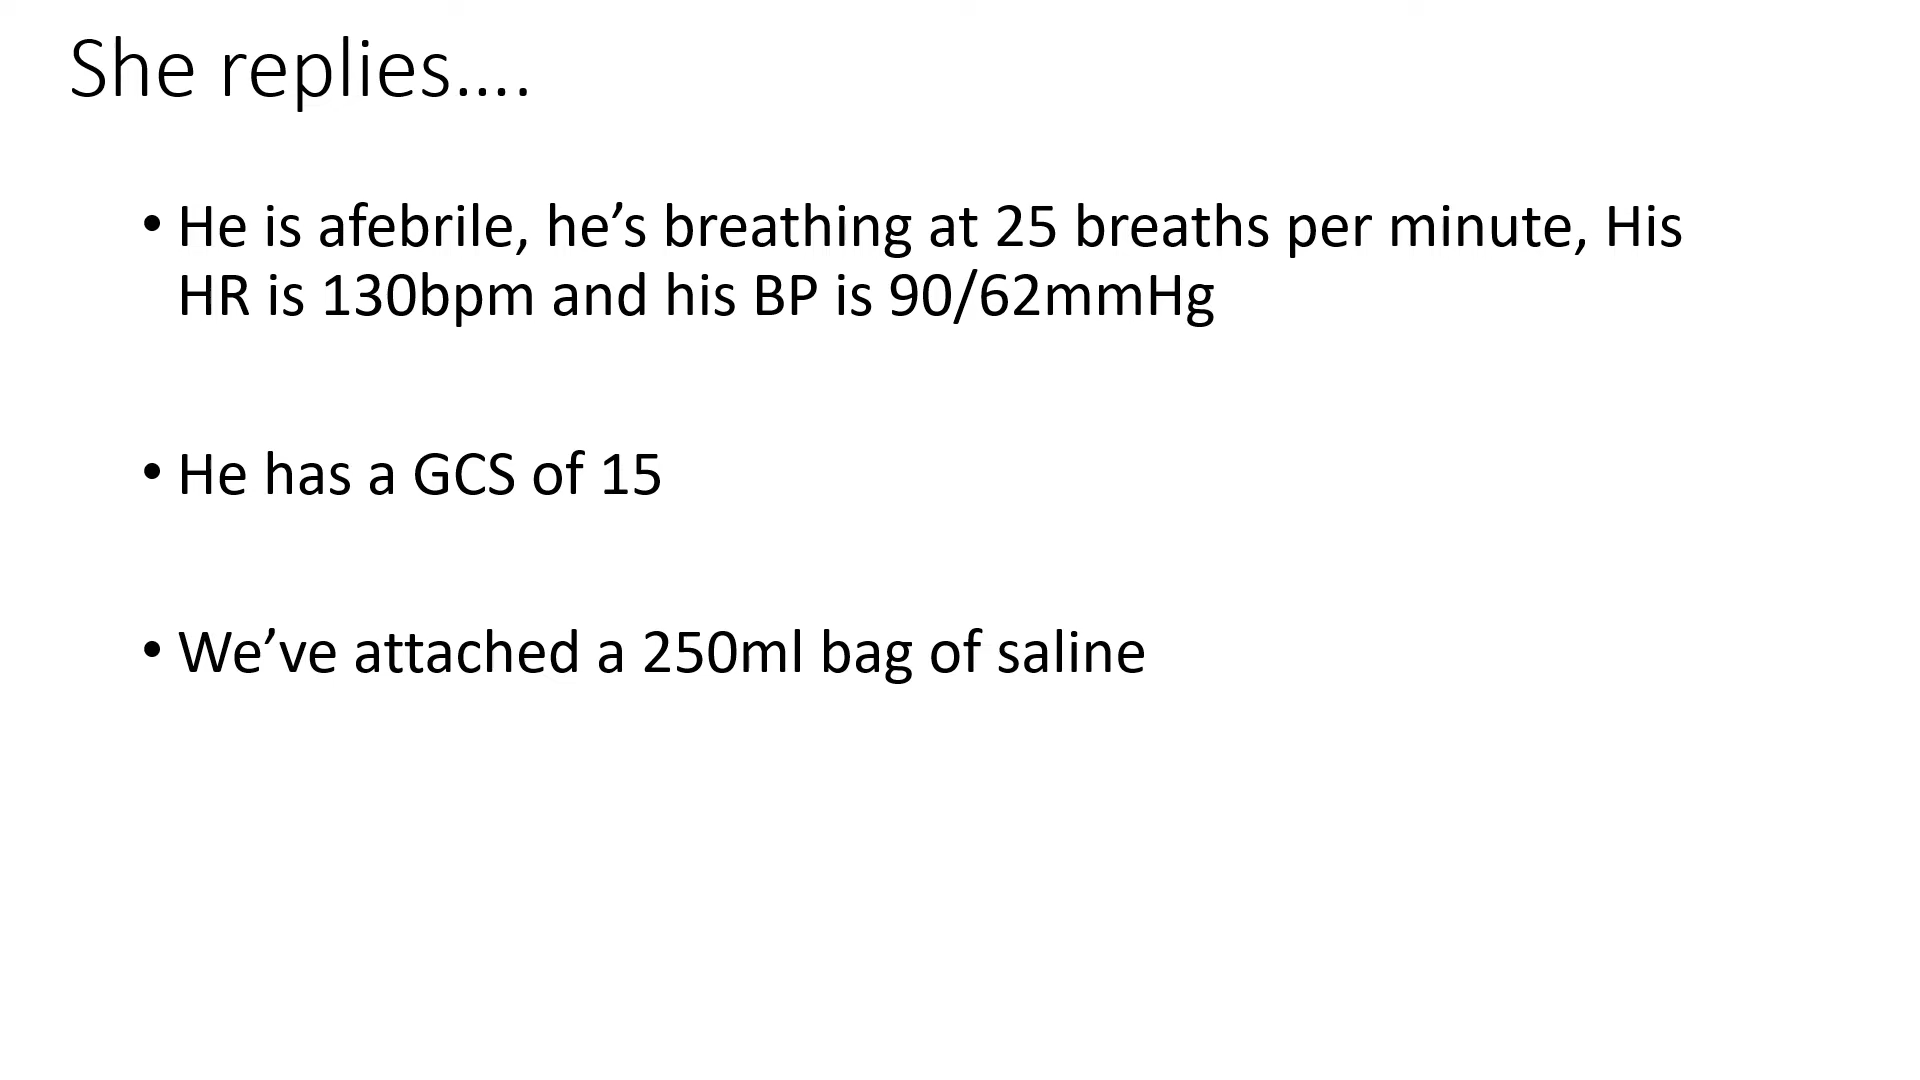 She replies….
• He is afebrile, he’s breathing at 25 breaths per minute, His
HR is 130bpm and his BP is 90/62mmHg
• He has a GCS of 15
• We’ve attached a 250ml bag of saline